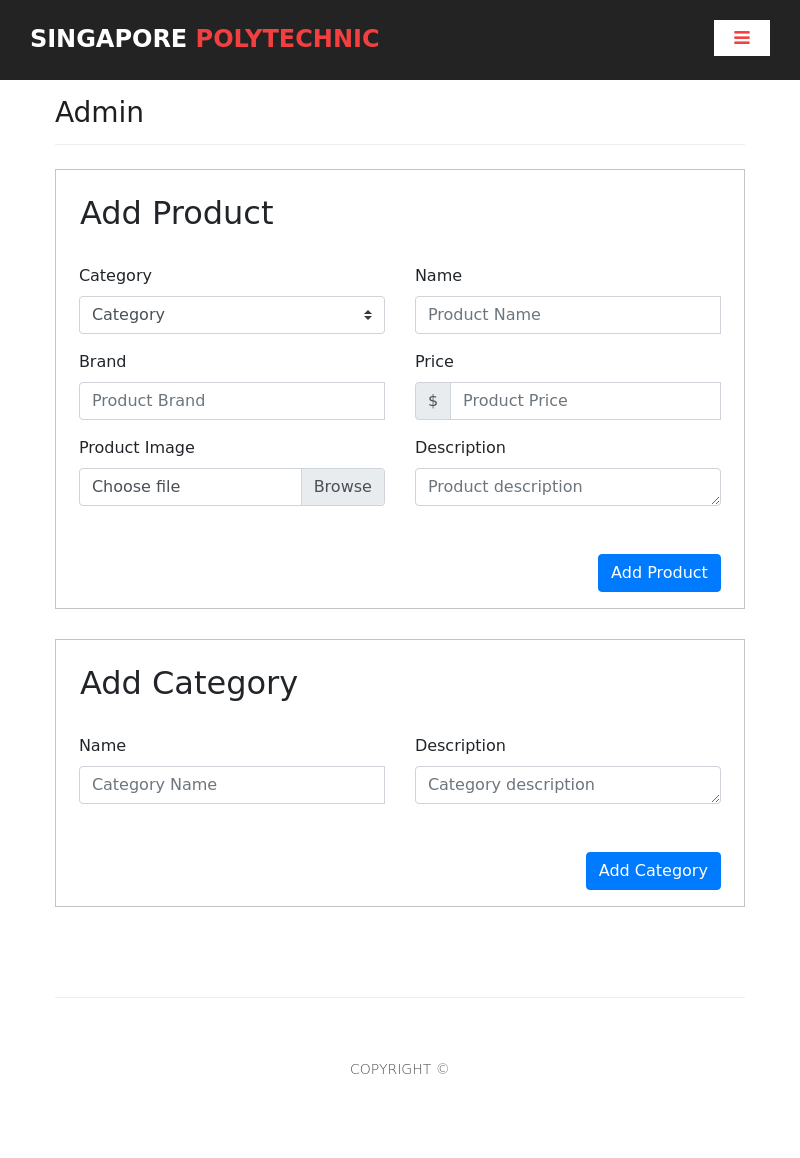 SINGAPORE POLYTECHNIC
Admin
Add Product
Category Name
Category Product Name
Brand Price
Product Brand $ Product Price
Product Image Description
Choose file Browse Product description
Add Product
Add Category
Name Description
Category Name Category description
Add Category
COPYRIGHT ©